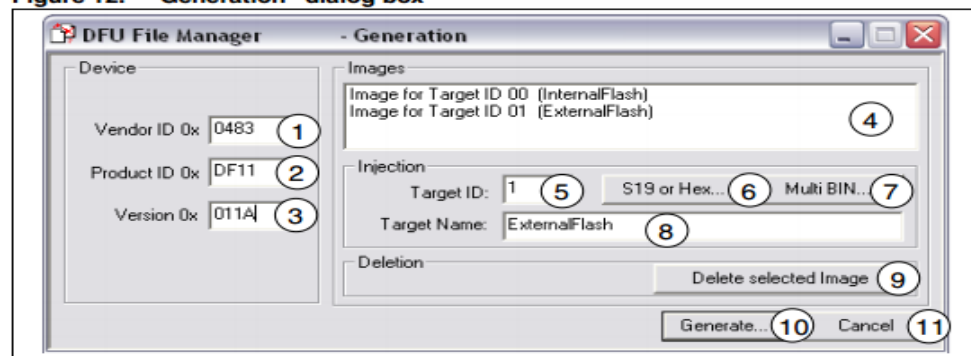 Figure 12. "Generation" dialog box
DFU File Manager - Generation
Device
Vendor ID 0x 0483 1
Product ID 0x DF11 2
Version 0x 011A 3
Images
Image for Target ID 00 (InternalFlash)
Image for Target ID 01 (ExternalFlash)
4
Injection
Target ID: 1 5 S19 or Hex... 6 Multi BIN... 7
Target Name: ExternalFlash 8
Deletion
Delete selected Image 9
Generate... 10 Cancel 11